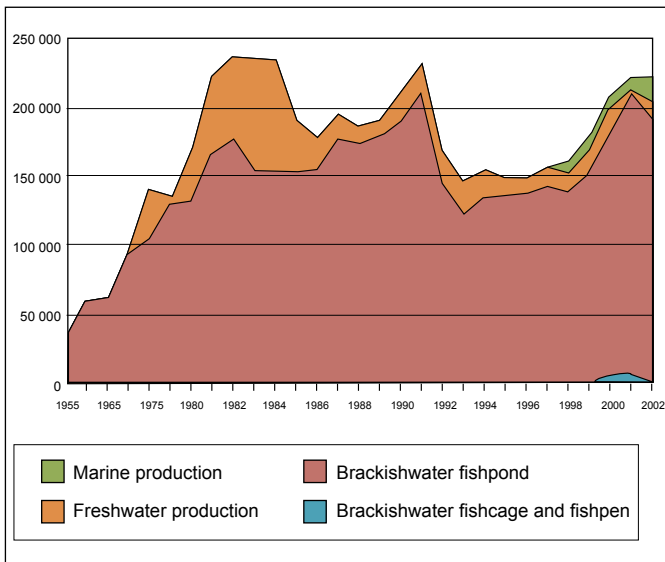 250 000
200 000
150 000
100 000
50 000
0
1955 1965 1975 1980 1982 1984 1986 1988 1990 1992 1994 1996 1998 2000 2002
Marine production Brackishwater fishpond
Freshwater production Brackishwater fishcage and fishpen